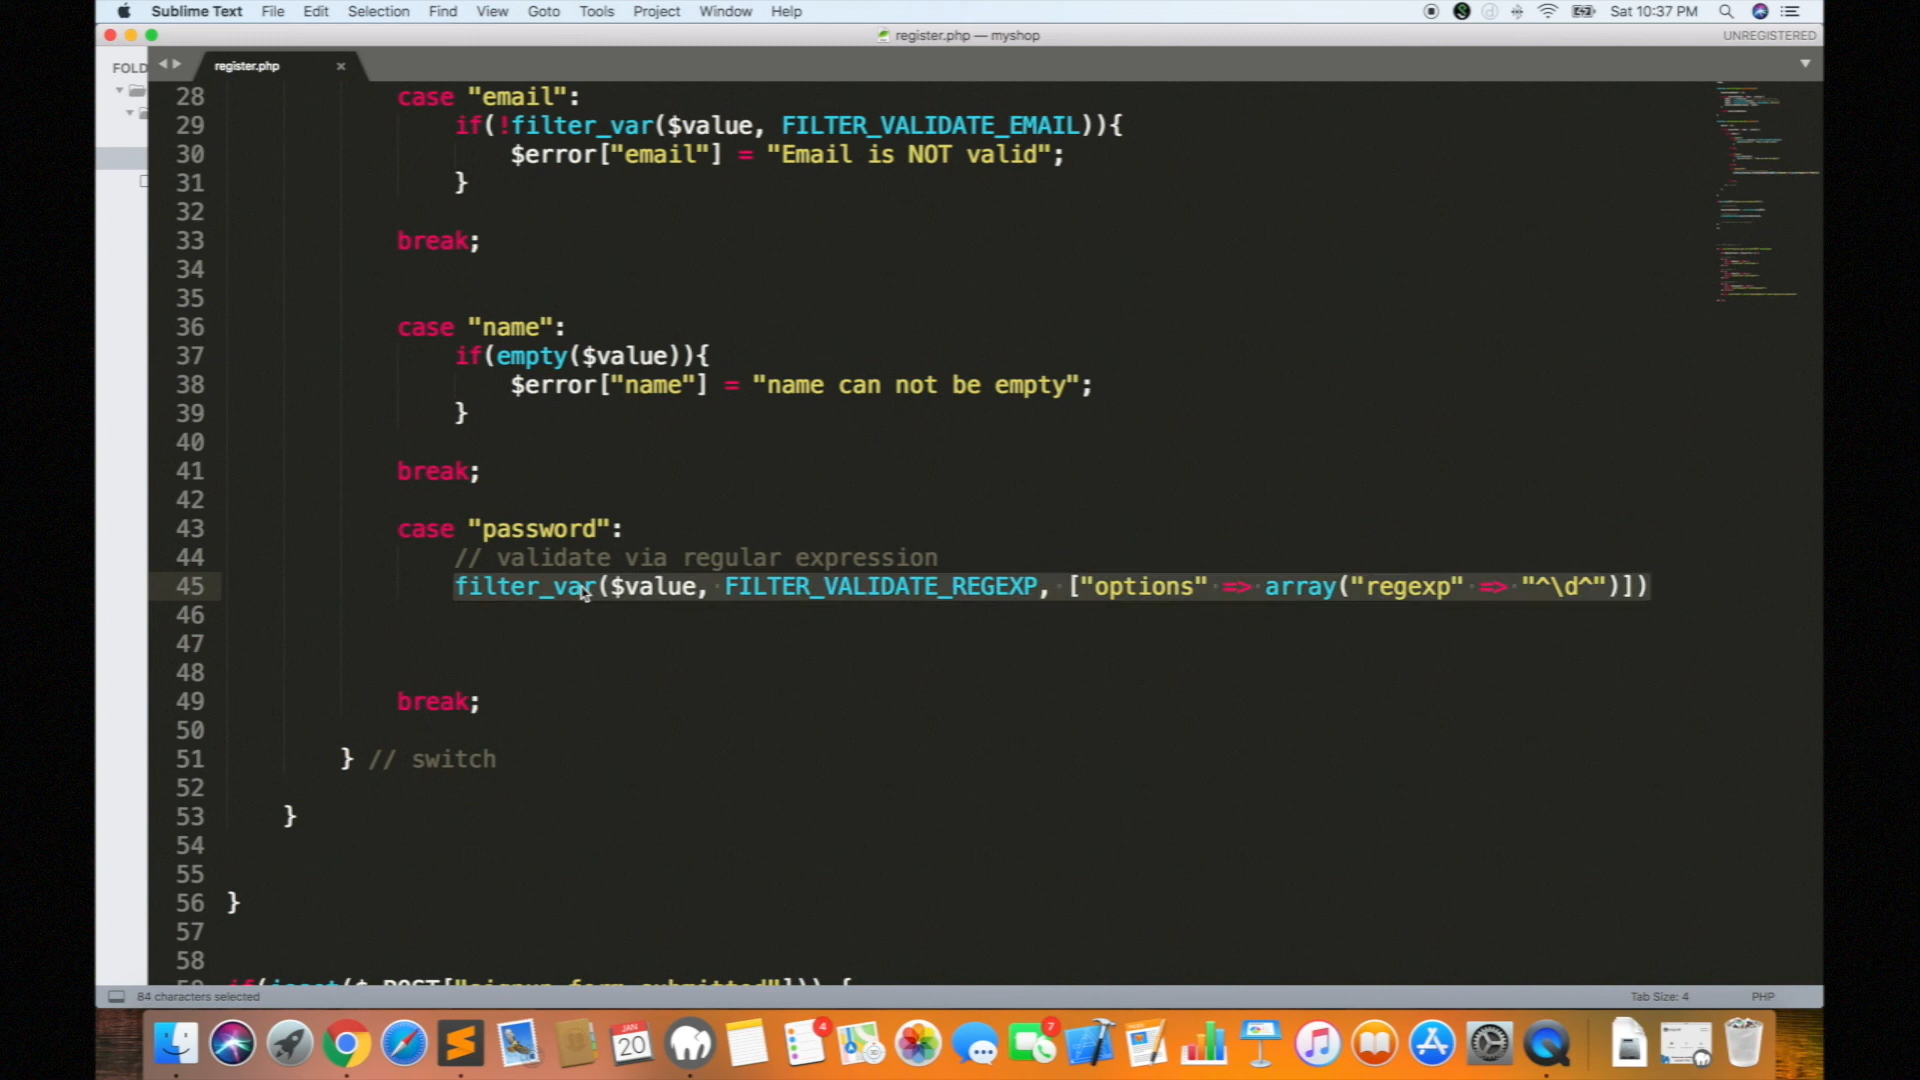 Sublime Text File Edit Selection Find View Goto Tools Project Window Help Sat 10:37 PM
register.php — myshop UNREGISTERED
FOLD register.php
28 case "email":
29 if(!filter_var($value, FILTER_VALIDATE_EMAIL)){
30 $error["email"] = "Email is NOT valid";
31 }
32
33 break;
34
35
36 case "name":
37 if(empty($value)){
38 $error["name"] = "name can not be empty";
39 }
40
41 break;
42
43 case "password":
44 // validate via regular expression
45 filter_var($value, FILTER_VALIDATE_REGEXP, ["options" => array("regexp" => "^\d^")])
46
47
48
49 break;
50
51 } // switch
52
53 }
54
55
56 }
57
58
84 characters selected Tab Size: 4 PHP
JAN
20
4
7